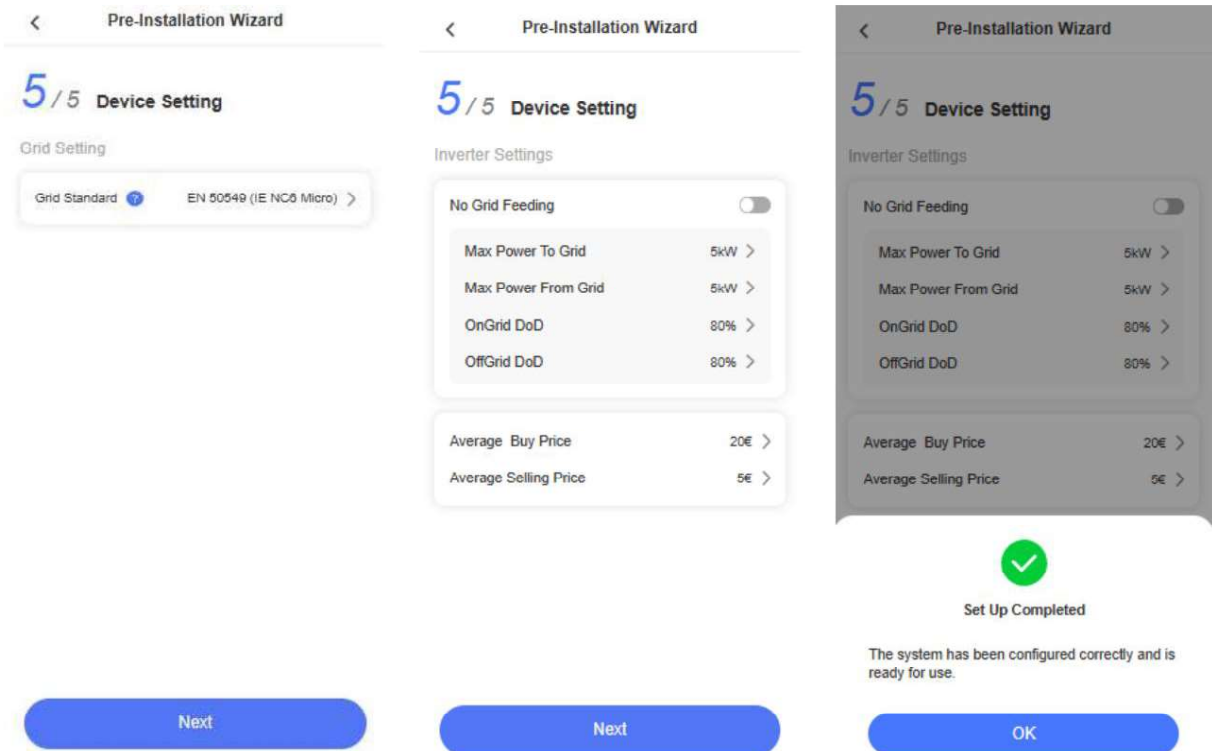 Pre-Installation Wizard
5/5 Device Setting
Grid Setting
Grid Standard ? EN 50549 (IE NC6 Micro)
Next
Pre-Installation Wizard
5/5 Device Setting
Inverter Settings
No Grid Feeding
Max Power To Grid 5kW
Max Power From Grid 5kW
OnGrid DoD 80%
OffGrid DoD 80%
Average Buy Price 20€
Average Selling Price 5€
Next
Pre-Installation Wizard
5/5 Device Setting
Inverter Settings
No Grid Feeding
Max Power To Grid 5kW
Max Power From Grid 5kW
OnGrid DoD 80%
OffGrid DoD 80%
Average Buy Price 20€
Average Selling Price 5€
Set Up Completed
The system has been configured correctly and is
ready for use.
OK